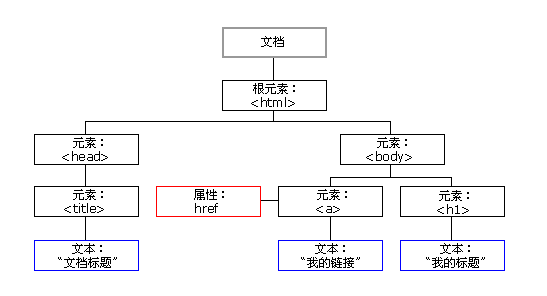 文档
根元素：
<html>
元素：
<head>
元素：
<body>
元素：
<title>
属性：
href
元素：
<a>
元素：
<h1>
文本：
“文档标题”
文本：
“我的链接”
文本：
“我的标题”